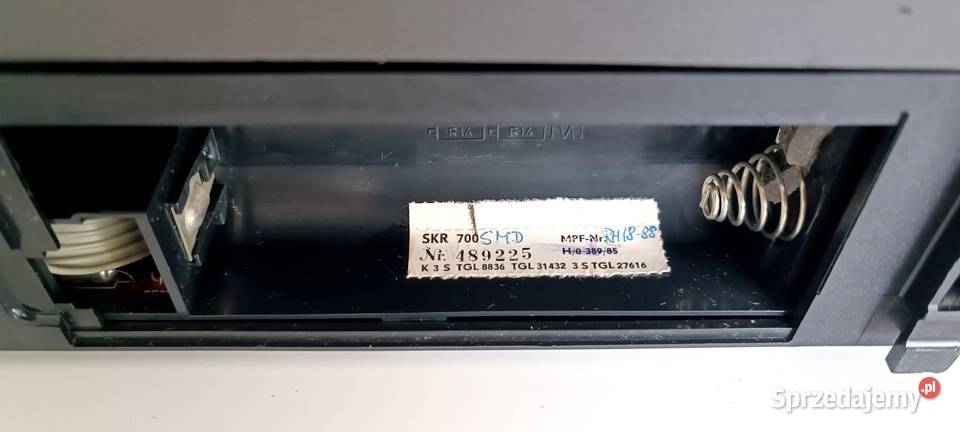 R14 R14
SKR 700 SMD MPF-Nr. RH18-88
Nr. 489225 H/0 389/85
K 3 S TGL 8836 TGL 31432 3 S TGL 27616
Sprzedajemy.pl